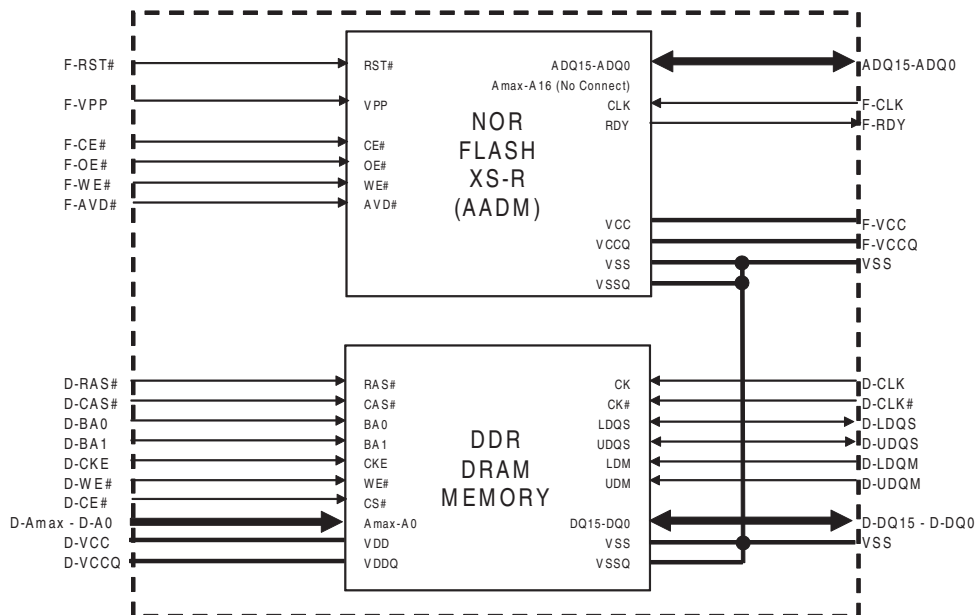 F-RST#
F-VPP
F-CE#
F-OE#
F-WE#
F-AVD#
RST#
VPP
CE#
OE#
WE#
AVD#
NOR
FLASH
XS-R
(AADM)
ADQ15-ADQ0
Amax-A16 (No Connect)
CLK
RDY
VCC
VCCQ
VSS
VSSQ
ADQ15-ADQ0
F-CLK
F-RDY
F-VCC
F-VCCQ
VSS
D-RAS#
D-CAS#
D-BA0
D-BA1
D-CKE
D-WE#
D-CE#
D-Amax - D-A0
D-VCC
D-VCCQ
RAS#
CAS#
BA0
BA1
CKE
WE#
CS#
Amax-A0
VDD
VDDQ
DDR
DRAM
MEMORY
CK
CK#
LDQS
UDQS
LDM
UDM
DQ15-DQ0
VSS
VSSQ
D-CLK
D-CLK#
D-LDQS
D-UDQS
D-LDQM
D-UDQM
D-DQ15 - D-DQ0
VSS